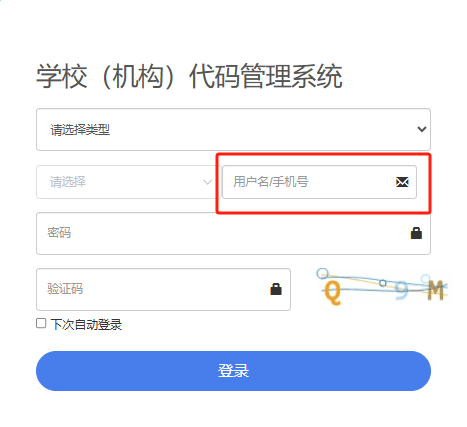 学校（机构）代码管理系统
请选择类型
请选择 用户名/手机号
密码
验证码 Q 9 M
下次自动登录
登录